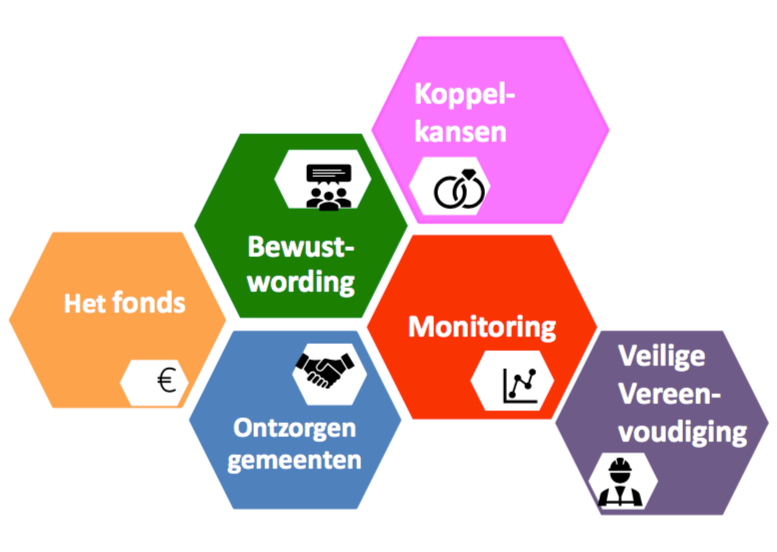 Koppel-
kansen
Bewust-
wording
Het fonds
€
Monitoring
Ontzorgen
gemeenten
Veilige
Vereen-
voudiging